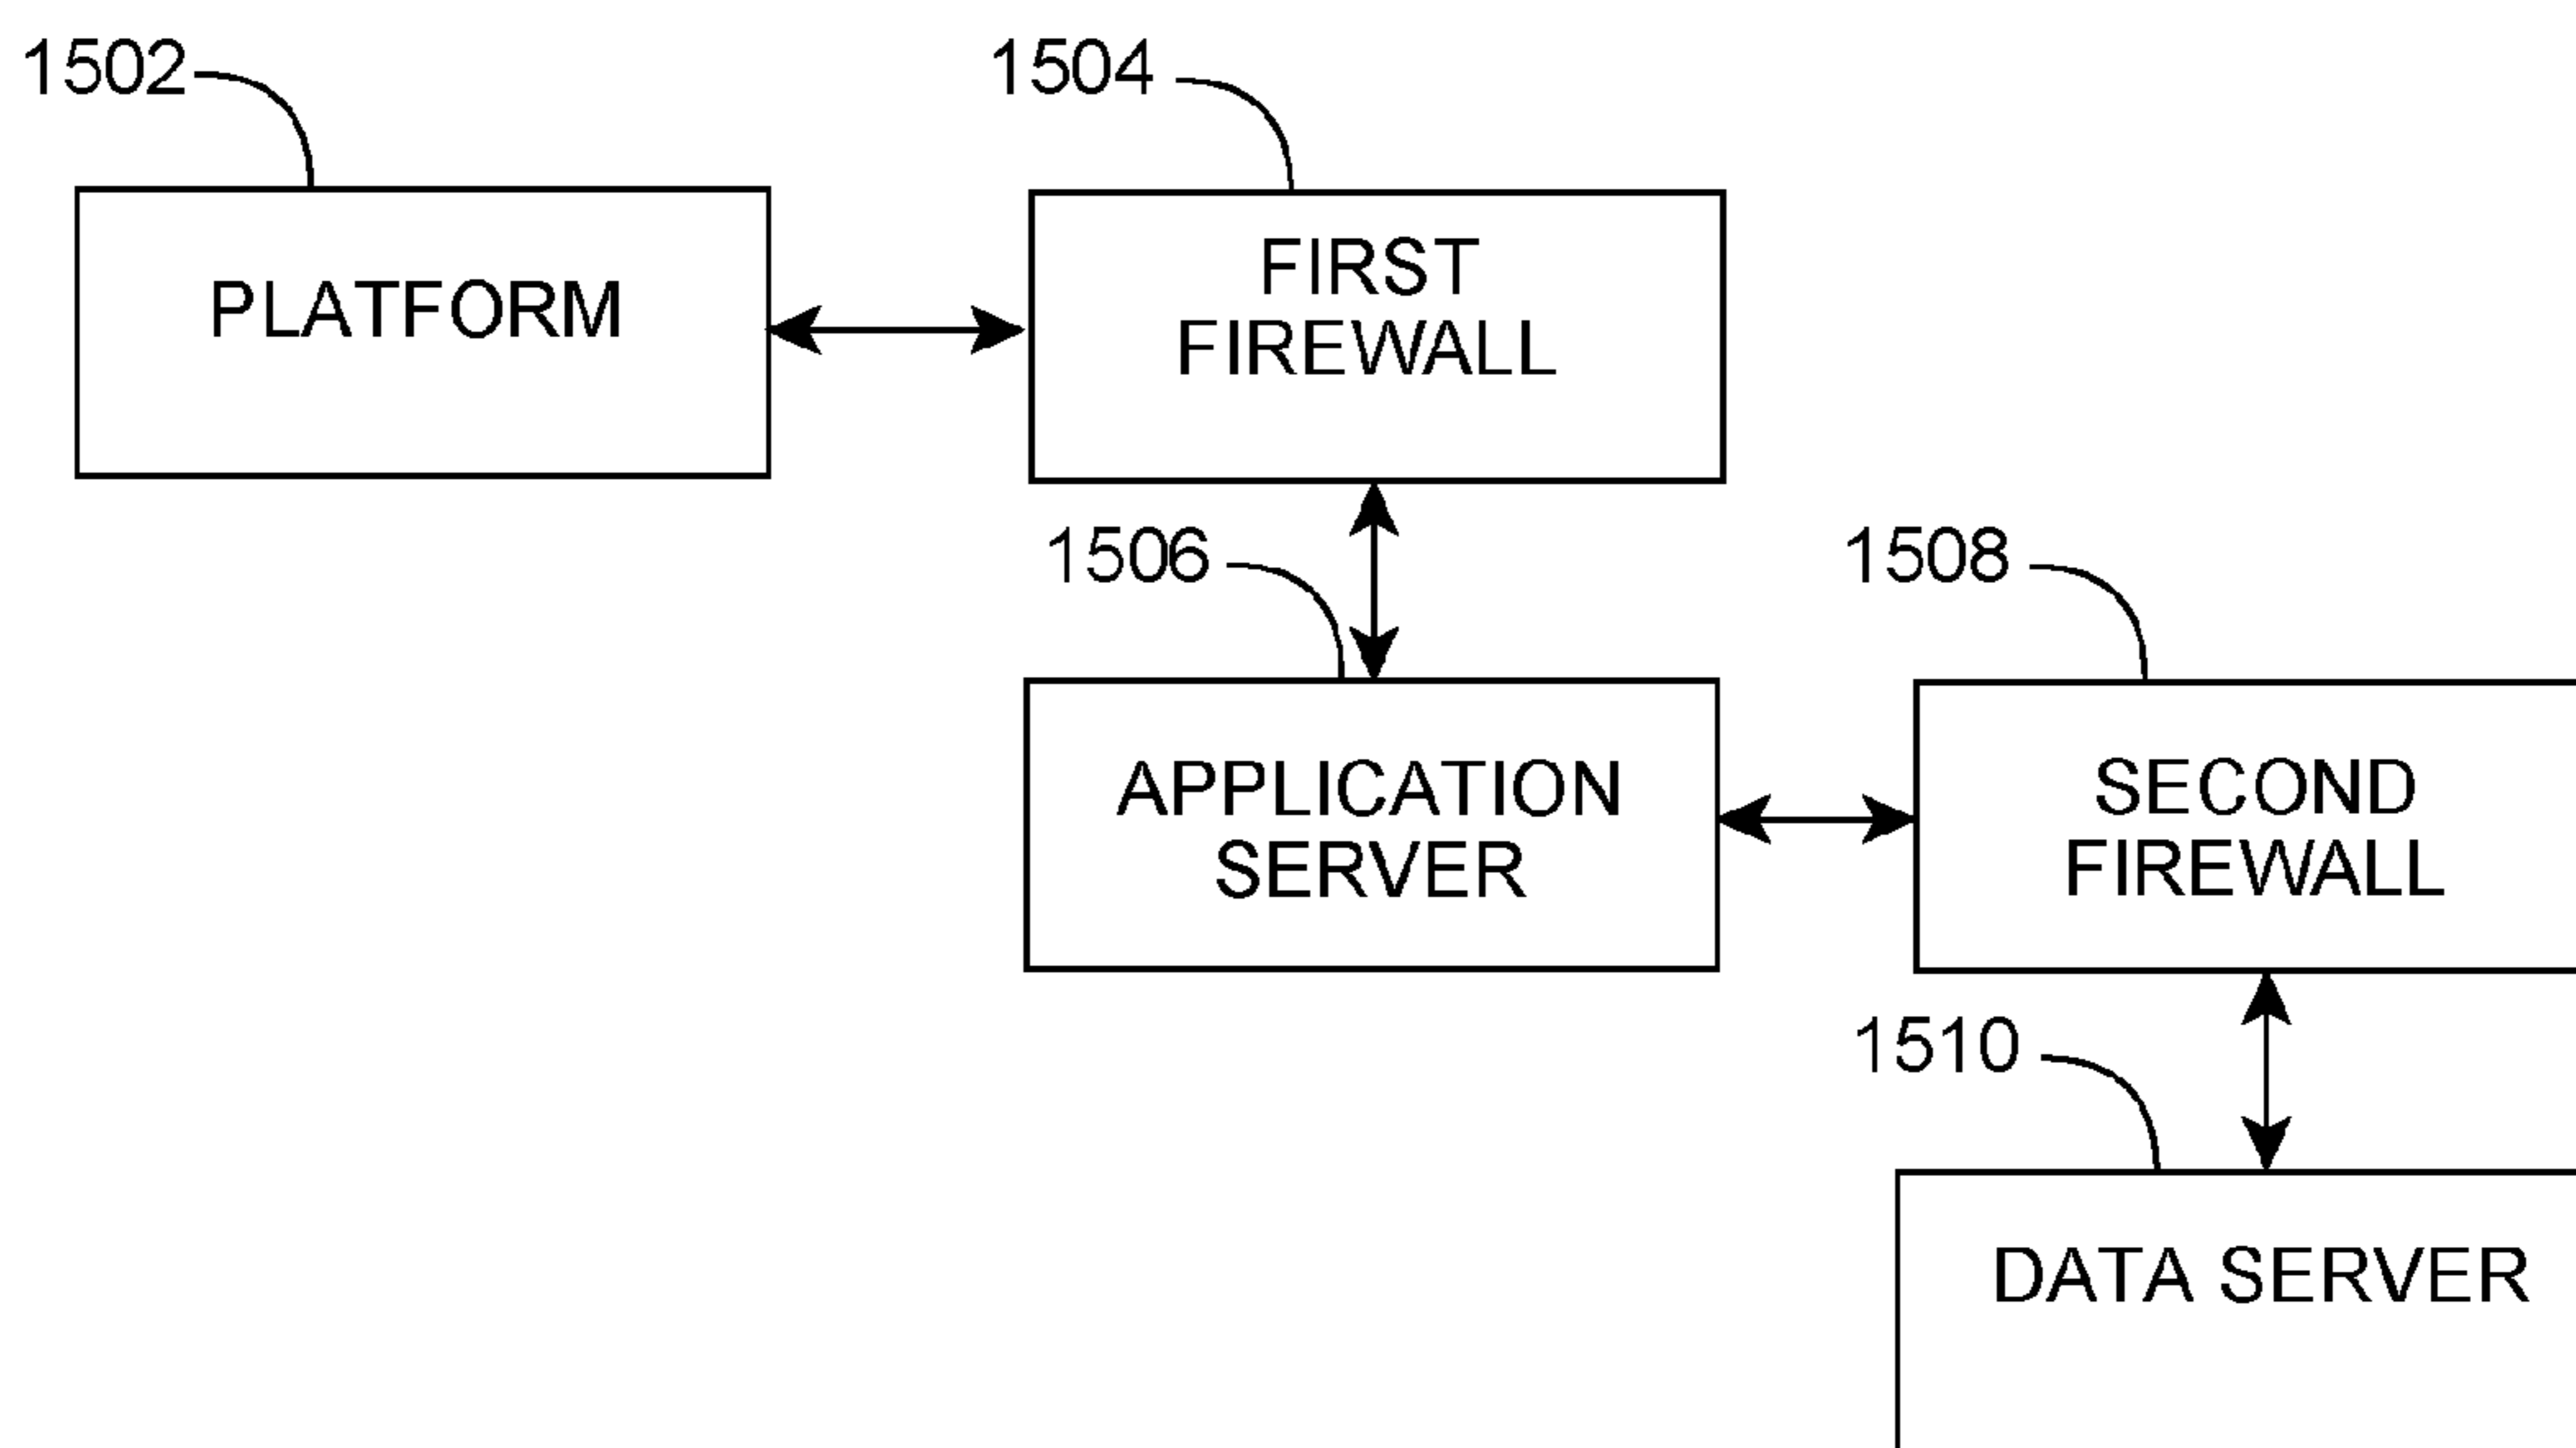 1502
1504
PLATFORM
FIRST
FIREWALL
1506
1508
APPLICATION
SERVER
SECOND
FIREWALL
1510
DATA SERVER